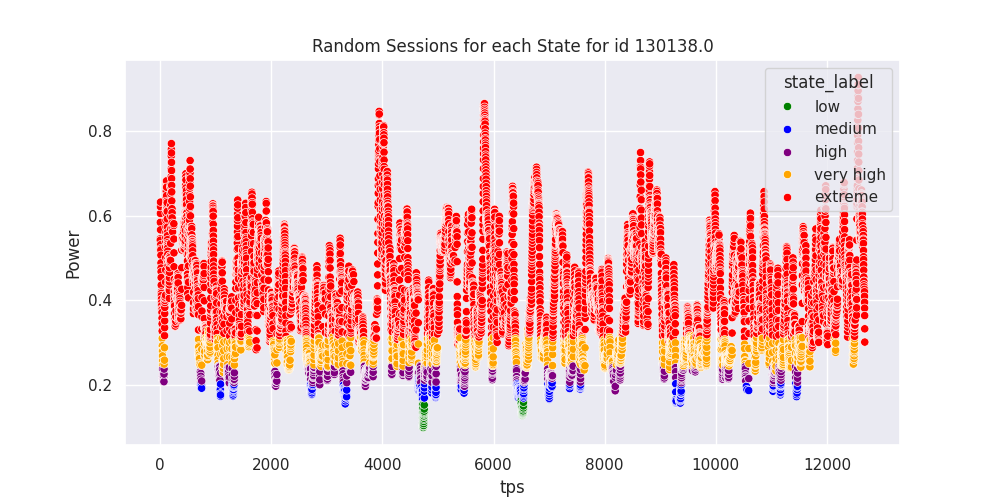 Random Sessions for each State for id 130138.0
state_label
low
medium
high
very high
extreme
Power
0.8
0.6
0.4
0.2
0 2000 4000 6000 8000 10000 12000
tps